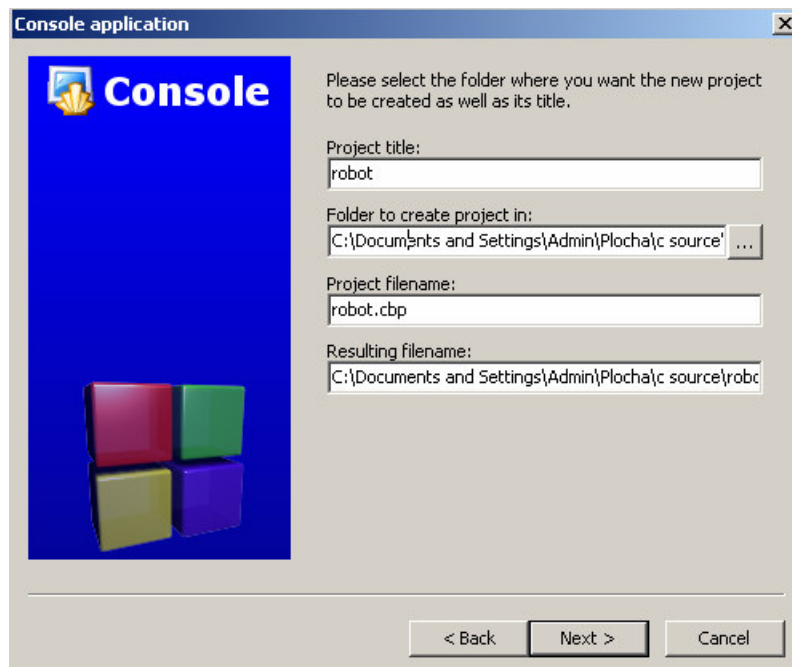 Console application
Console
Please select the folder where you want the new project
to be created as well as its title.
Project title:
robot
Folder to create project in:
C:\Documents and Settings\Admin\Plocha\c source\
...
Project filename:
robot.cbp
Resulting filename:
C:\Documents and Settings\Admin\Plocha\c source\robo
< Back
Next >
Cancel